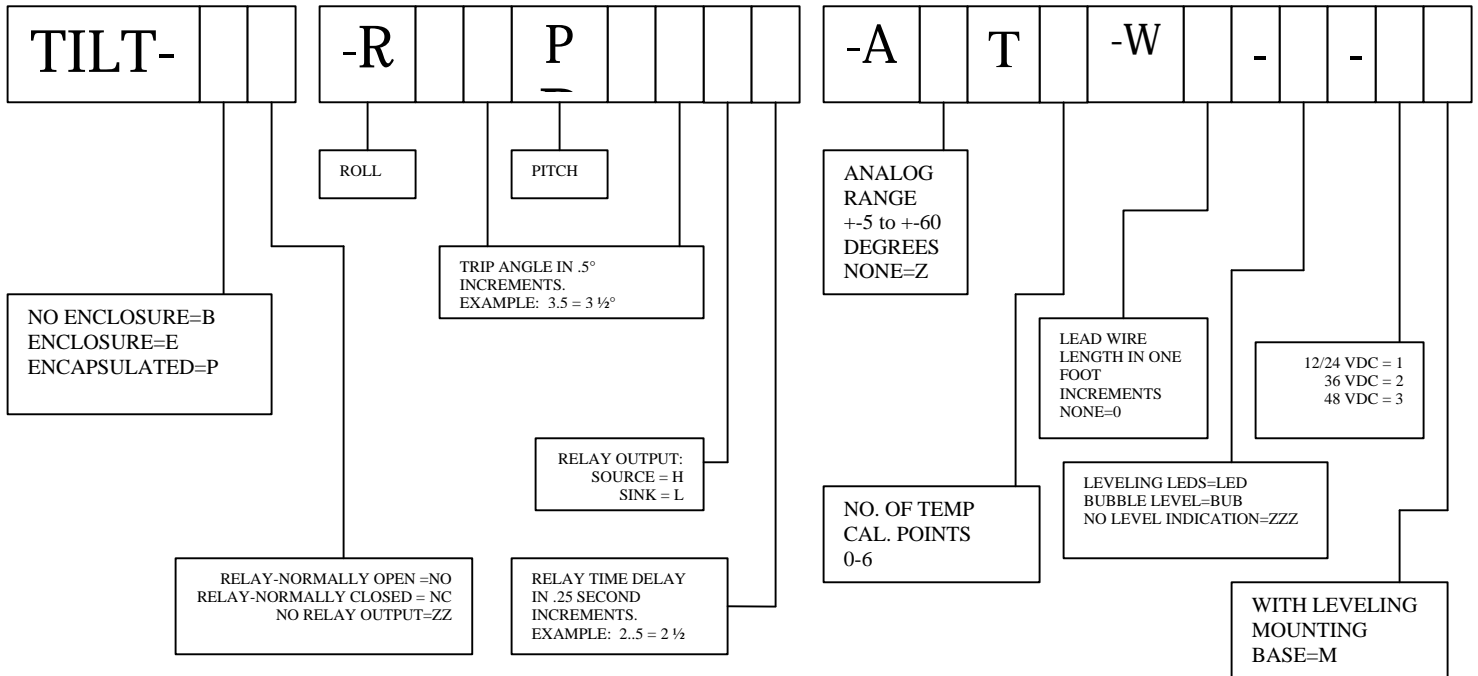 TILT- -R P -A T -W - -
ROLL
PITCH
ANALOG
RANGE
+-5 to +-60
DEGREES
NONE=Z
TRIP ANGLE IN .5°
INCREMENTS.
EXAMPLE: 3.5 = 3 ½°
NO ENCLOSURE=B
ENCLOSURE=E
ENCAPSULATED=P
LEAD WIRE
LENGTH IN ONE
FOOT
INCREMENTS
NONE=0
12/24 VDC = 1
36 VDC = 2
48 VDC = 3
RELAY OUTPUT:
SOURCE = H
SINK = L
LEVELING LEDS=LED
BUBBLE LEVEL=BUB
NO LEVEL INDICATION=ZZZ
NO. OF TEMP
CAL. POINTS
0-6
RELAY-NORMALLY OPEN =NO
RELAY-NORMALLY CLOSED = NC
NO RELAY OUTPUT=ZZ
RELAY TIME DELAY
IN .25 SECOND
INCREMENTS.
EXAMPLE: 2..5 = 2 ½
WITH LEVELING
MOUNTING
BASE=M